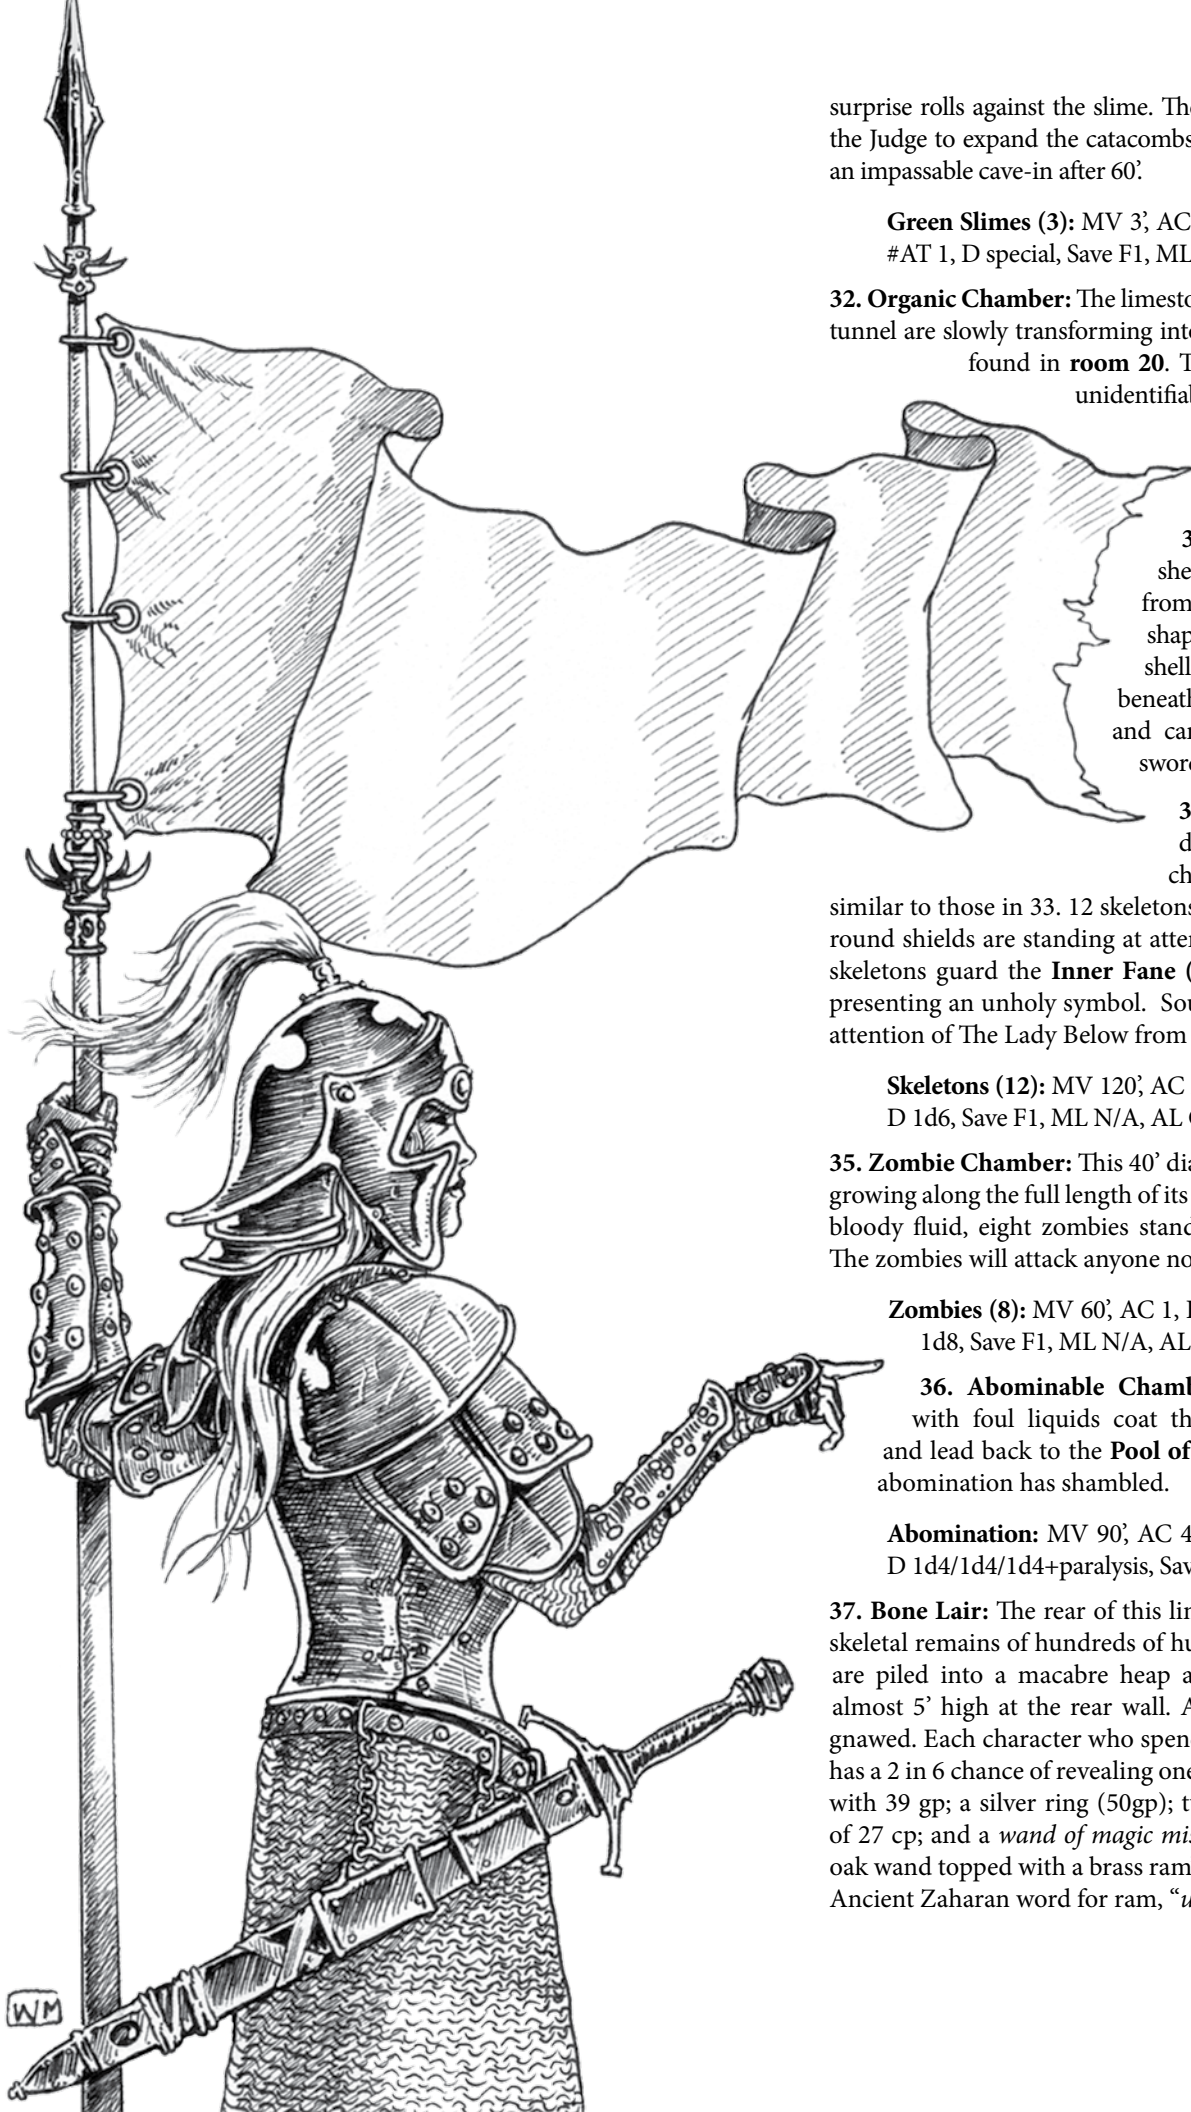 surprise rolls against the slime. The
the Judge to expand the catacombs
an impassable cave-in after 60’.
Green Slimes (3): MV 3’, AC
#AT 1, D special, Save F1, ML
32. Organic Chamber: The limesto
tunnel are slowly transforming into
found in room 20. T
unidentifiab
3
she
from
shap
shell
beneath
and car
sword
3
d
ch
similar to those in 33. 12 skeletons
round shields are standing at atten
skeletons guard the Inner Fane (
presenting an unholy symbol. Sou
attention of The Lady Below from
Skeletons (12): MV 120’, AC
D 1d6, Save F1, ML N/A, AL C
35. Zombie Chamber: This 40’ dia
growing along the full length of its
bloody fluid, eight zombies stand
The zombies will attack anyone no
Zombies (8): MV 60’, AC 1, H
1d8, Save F1, ML N/A, AL
36. Abominable Chamb
with foul liquids coat th
and lead back to the Pool of
abomination has shambled.
Abomination: MV 90’, AC 4
D 1d4/1d4/1d4+paralysis, Sav
37. Bone Lair: The rear of this lim
skeletal remains of hundreds of hu
are piled into a macabre heap a
almost 5’ high at the rear wall. A
gnawed. Each character who spend
has a 2 in 6 chance of revealing one
with 39 gp; a silver ring (50gp); tw
of 27 cp; and a wand of magic mis
oak wand topped with a brass ram
Ancient Zaharan word for ram, “u
WM